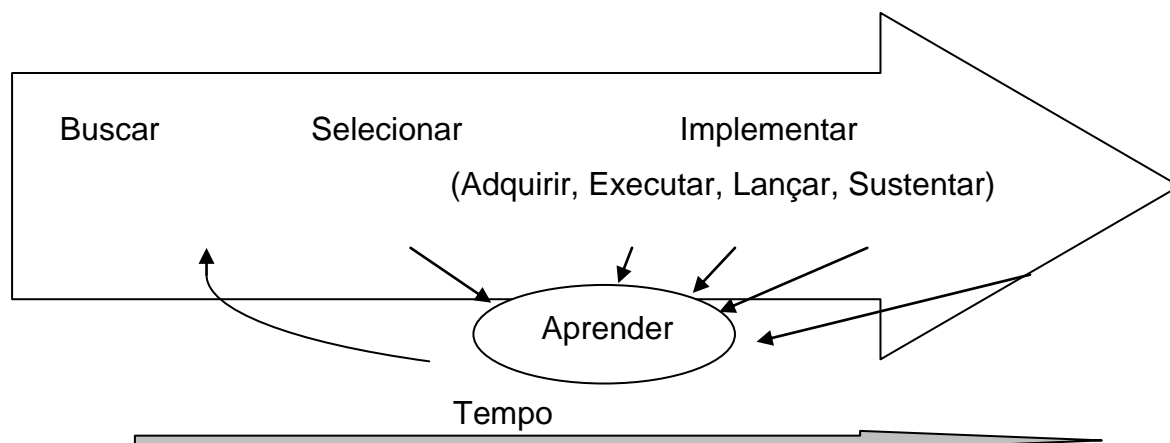 Buscar Selecionar Implementar
(Adquirir, Executar, Lançar, Sustentar)
Aprender
Tempo